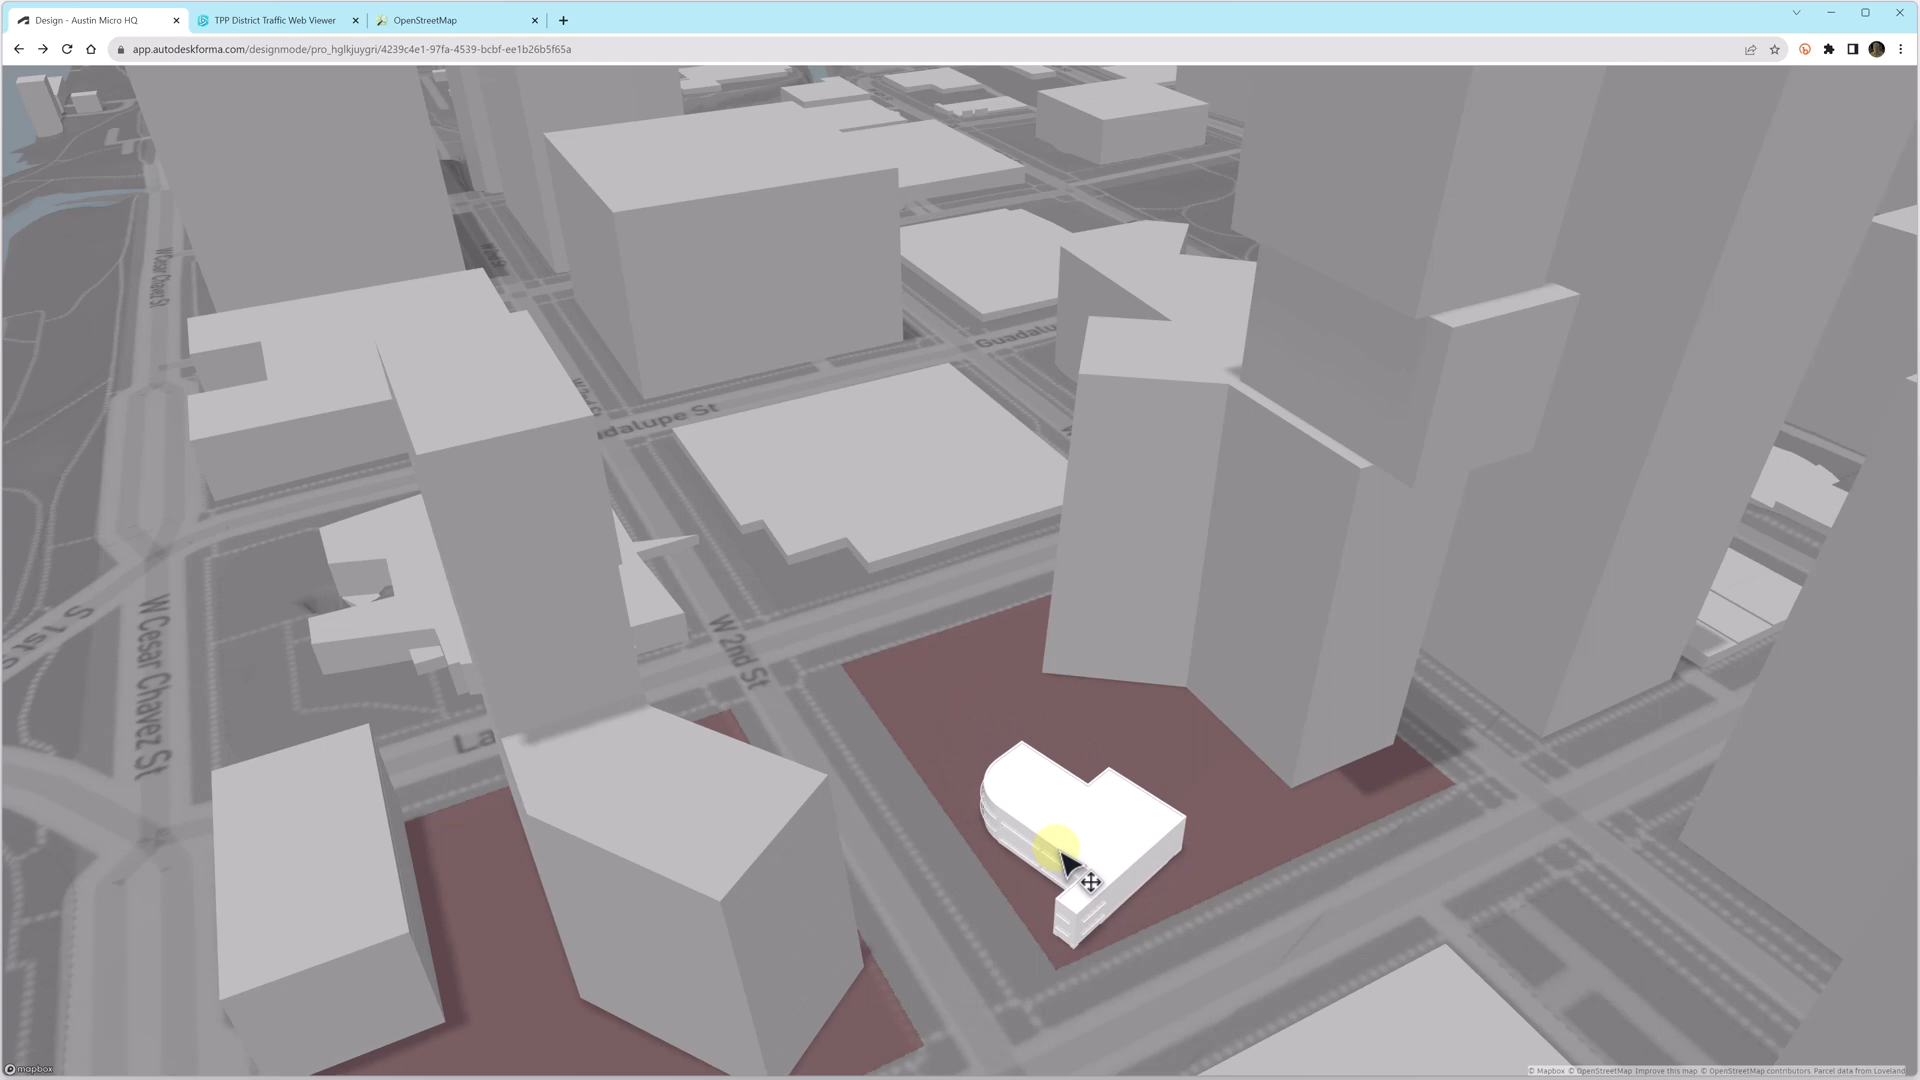 Design - Austin Micro HQ
TPP District Traffic Web Viewer
OpenStreetMap
app.autodeskforma.com/designmode/pro_hglkjuygri/4239c4e1-97fa-4539-bcbf-ee1b26b5f65a
W Cesar Chavez St
Guadalu
dalupe St
W 2nd St
S 1st S
W Cesar Chavez St
La
mapbox
© Mapbox © OpenStreetMap Improve this map © OpenStreetMap contributors Parcel data from Loveland